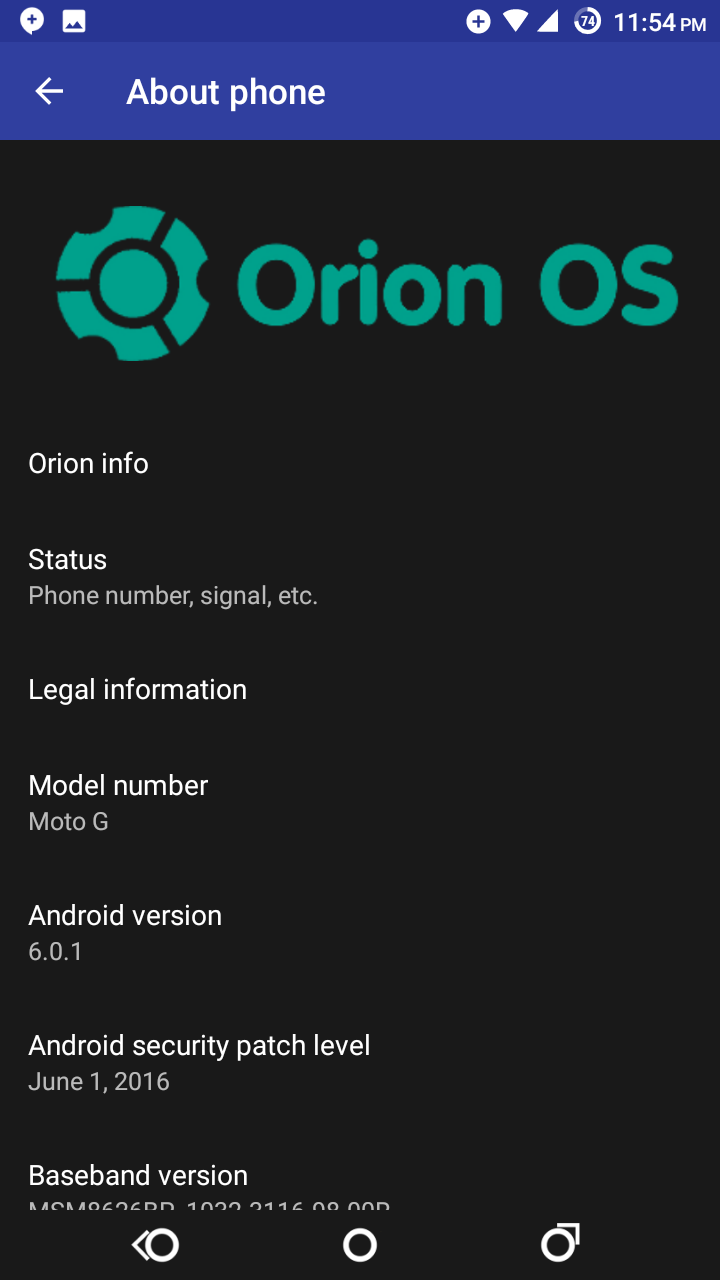 74 11:54 PM
About phone
Orion OS
Orion info
Status
Phone number, signal, etc.
Legal information
Model number
Moto G
Android version
6.0.1
Android security patch level
June 1, 2016
Baseband version